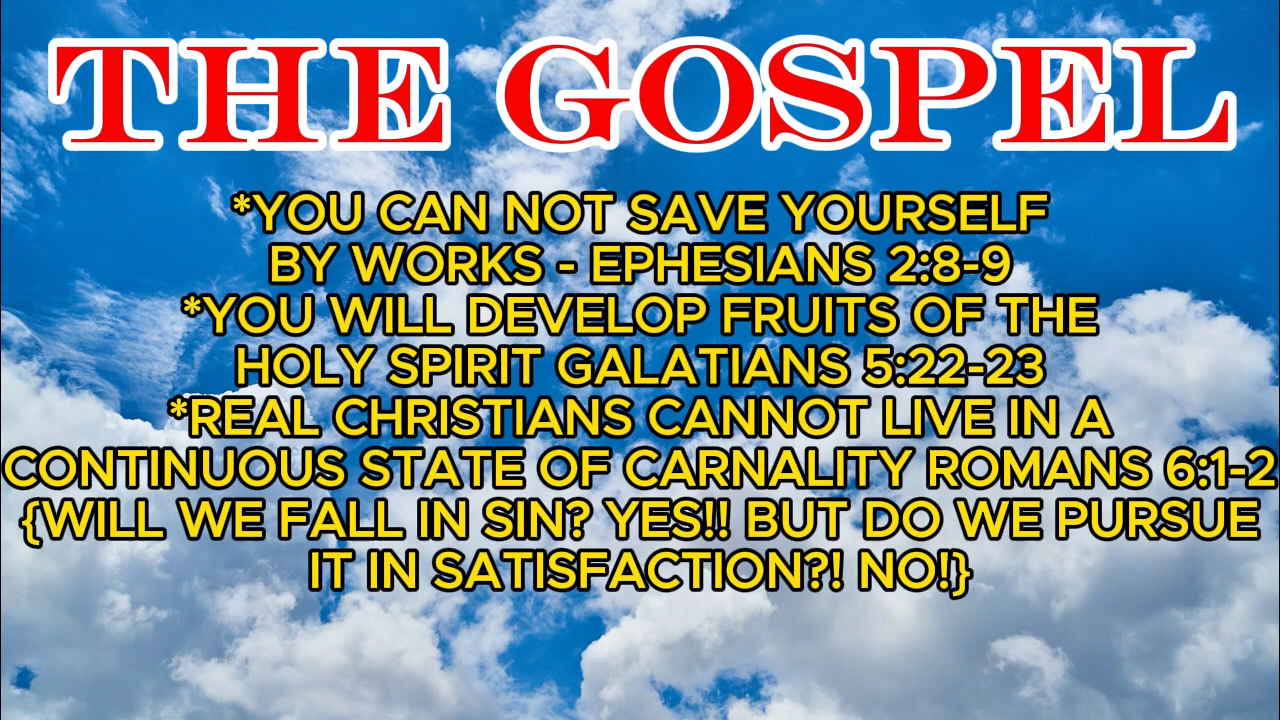 THE GOSPEL
*YOU CAN NOT SAVE YOURSELF
BY WORKS - EPHESIANS 2:8-9
*YOU WILL DEVELOP FRUITS OF THE
HOLY SPIRIT GALATIANS 5:22-23
*REAL CHRISTIANS CANNOT LIVE IN A
CONTINUOUS STATE OF CARNALITY ROMANS 6:1-2
{WILL WE FALL IN SIN? YES!! BUT DO WE PURSUE
IT IN SATISFACTION?! NO!}